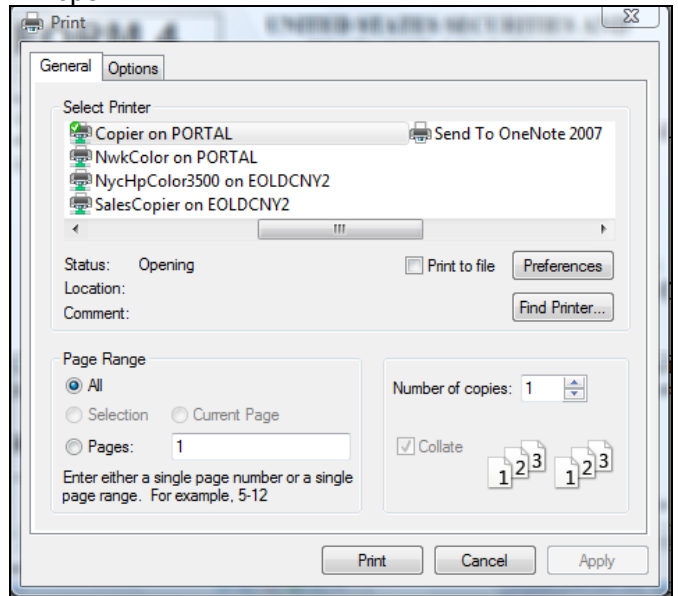 Print
General Options
Select Printer
Copier on PORTAL Send To OneNote 2007
NwkColor on PORTAL
NycHpColor3500 on EOLDCNY2
SalesCopier on EOLDCNY2
Status: Opening Print to file Preferences
Location:
Comment: Find Printer...
Page Range
All Number of copies: 1
Selection Current Page
Pages: 1 Collate
1 2 3 1 2 3
Enter either a single page number or a single
page range. For example, 5-12
Print Cancel Apply